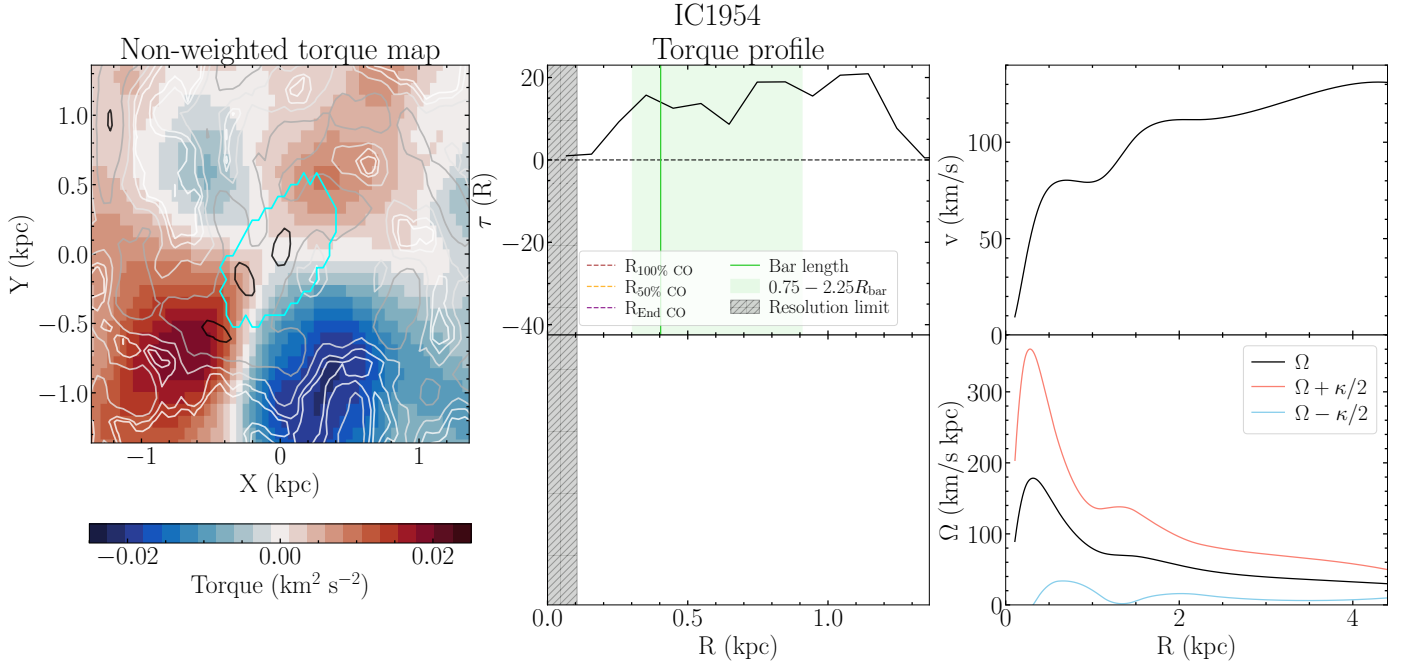 IC1954
Non-weighted torque map
Torque profile
1.0
0.5
0.0
−0.5
−1.0
Y (kpc)
−1
0
1
X (kpc)
−0.02
0.00
0.02
Torque (km² s⁻²)
20
0
−20
−40
τ (R)
R100% CO
R50% CO
REnd CO
Bar length
0.75 − 2.25Rbar
Resolution limit
0.0
0.5
1.0
R (kpc)
100
50
0
v (km/s)
0
300
200
100
0
Ω (km/s kpc)
Ω
Ω + κ/2
Ω − κ/2
0
2
4
R (kpc)